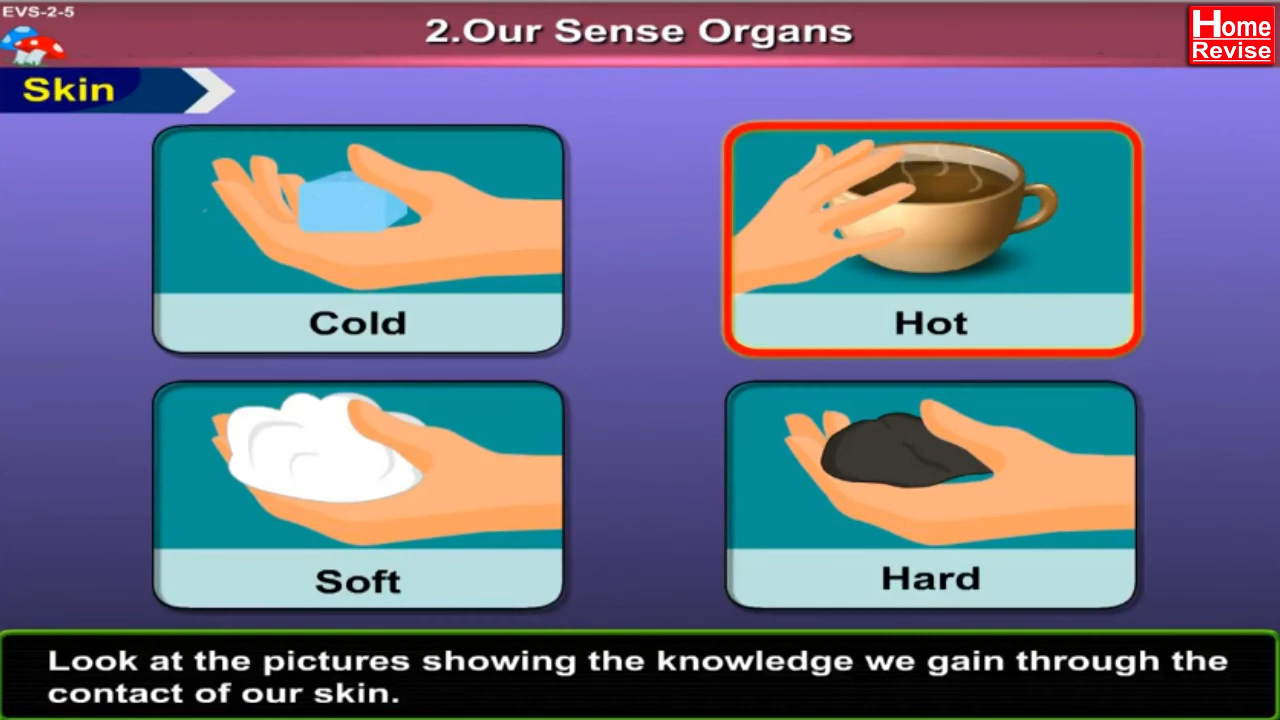 EVS-2-5
2.Our Sense Organs
Home
Revise
Skin
Cold
Hot
Soft
Hard
Look at the pictures showing the knowledge we gain through the
contact of our skin.